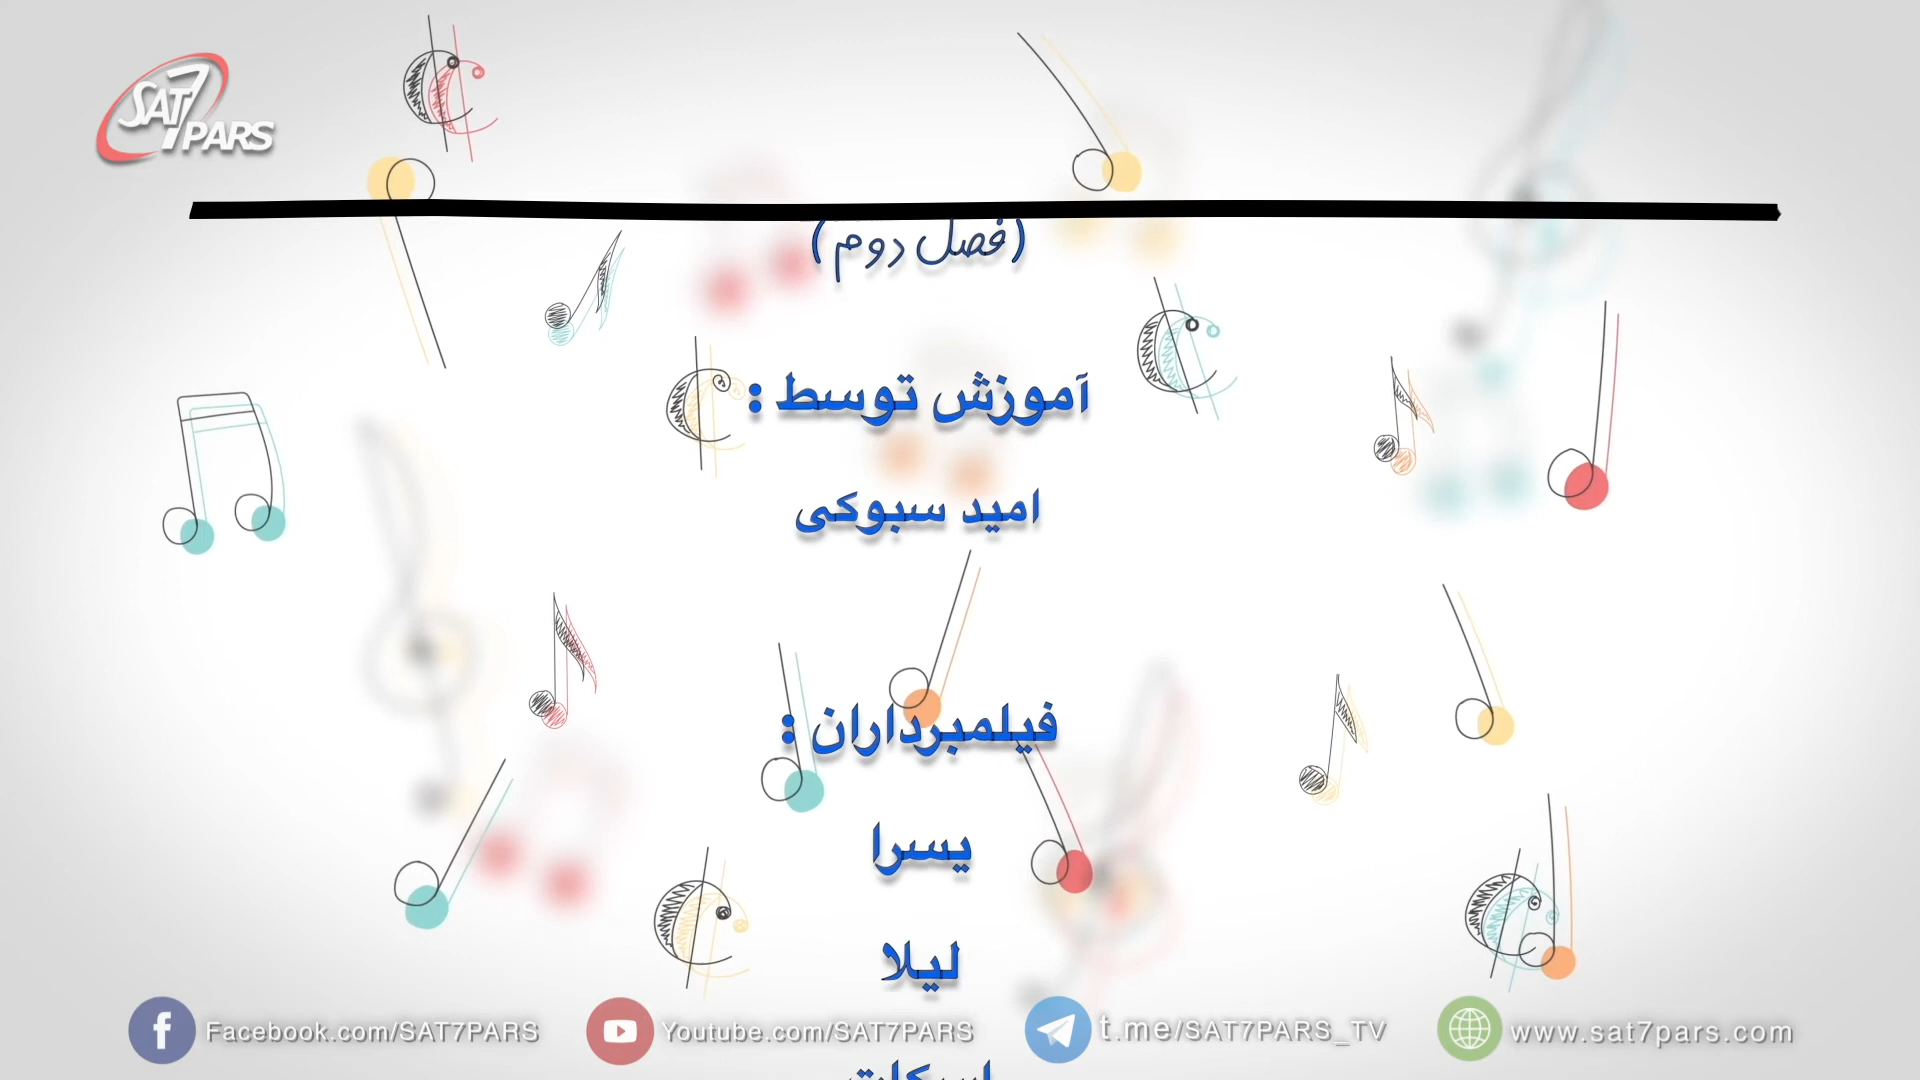 SAT7
PARS
(فصل دوم)
آموزش توسط :
امید سبوکی
فیلمبرداران :
یسرا
لیلا
Facebook.com/SAT7PARS
Youtube.com/SAT7PARS
t.me/SAT7PARS_TV
www.sat7pars.com